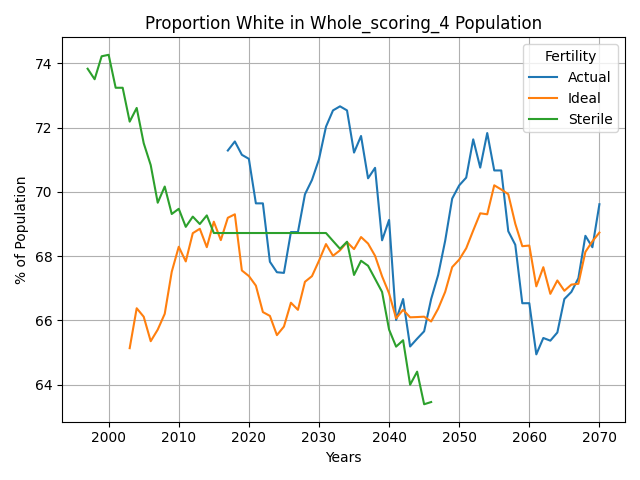 Proportion White in Whole_scoring_4 Population
Fertility
Actual
Ideal
Sterile
% of Population
74
72
70
68
66
64
2000 2010 2020 2030 2040 2050 2060 2070
Years